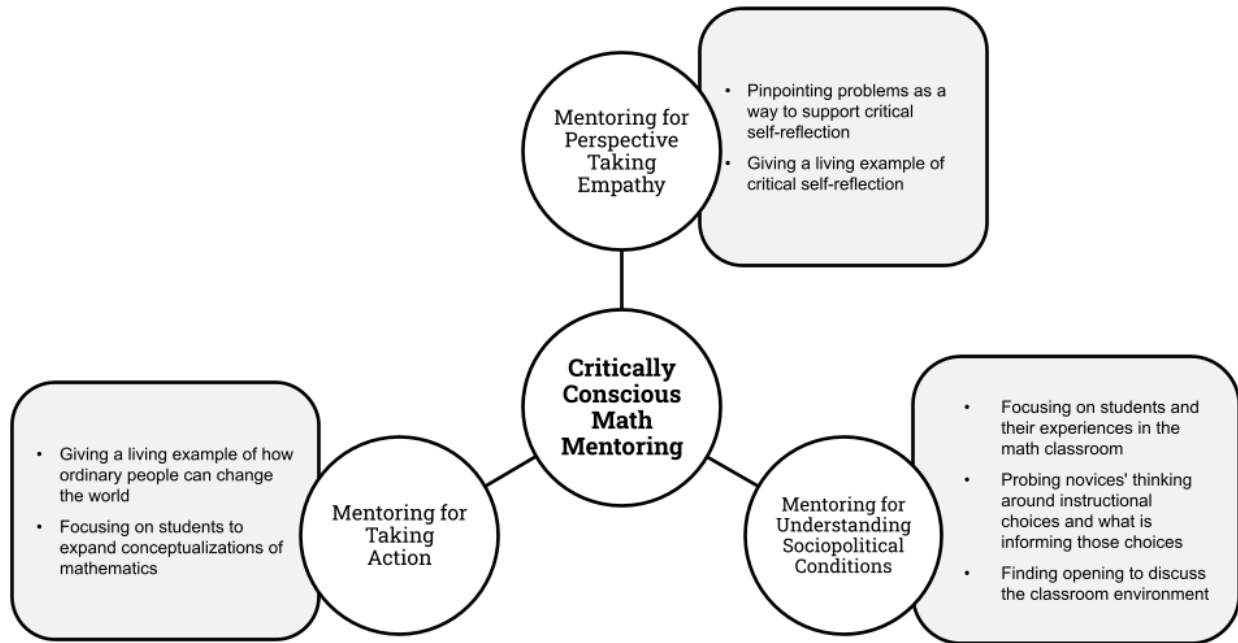 Mentoring for
Perspective
Taking
Empathy
• Pinpointing problems as a
way to support critical
self-reflection
• Giving a living example of
critical self-reflection
Critically
Conscious
Math
Mentoring
• Giving a living example of how
ordinary people can change
the world
• Focusing on students to
expand conceptualizations of
mathematics
Mentoring for
Taking
Action
Mentoring for
Understanding
Sociopolitical
Conditions
• Focusing on students and
their experiences in the
math classroom
• Probing novices' thinking
around instructional
choices and what is
informing those choices
• Finding opening to discuss
the classroom environment